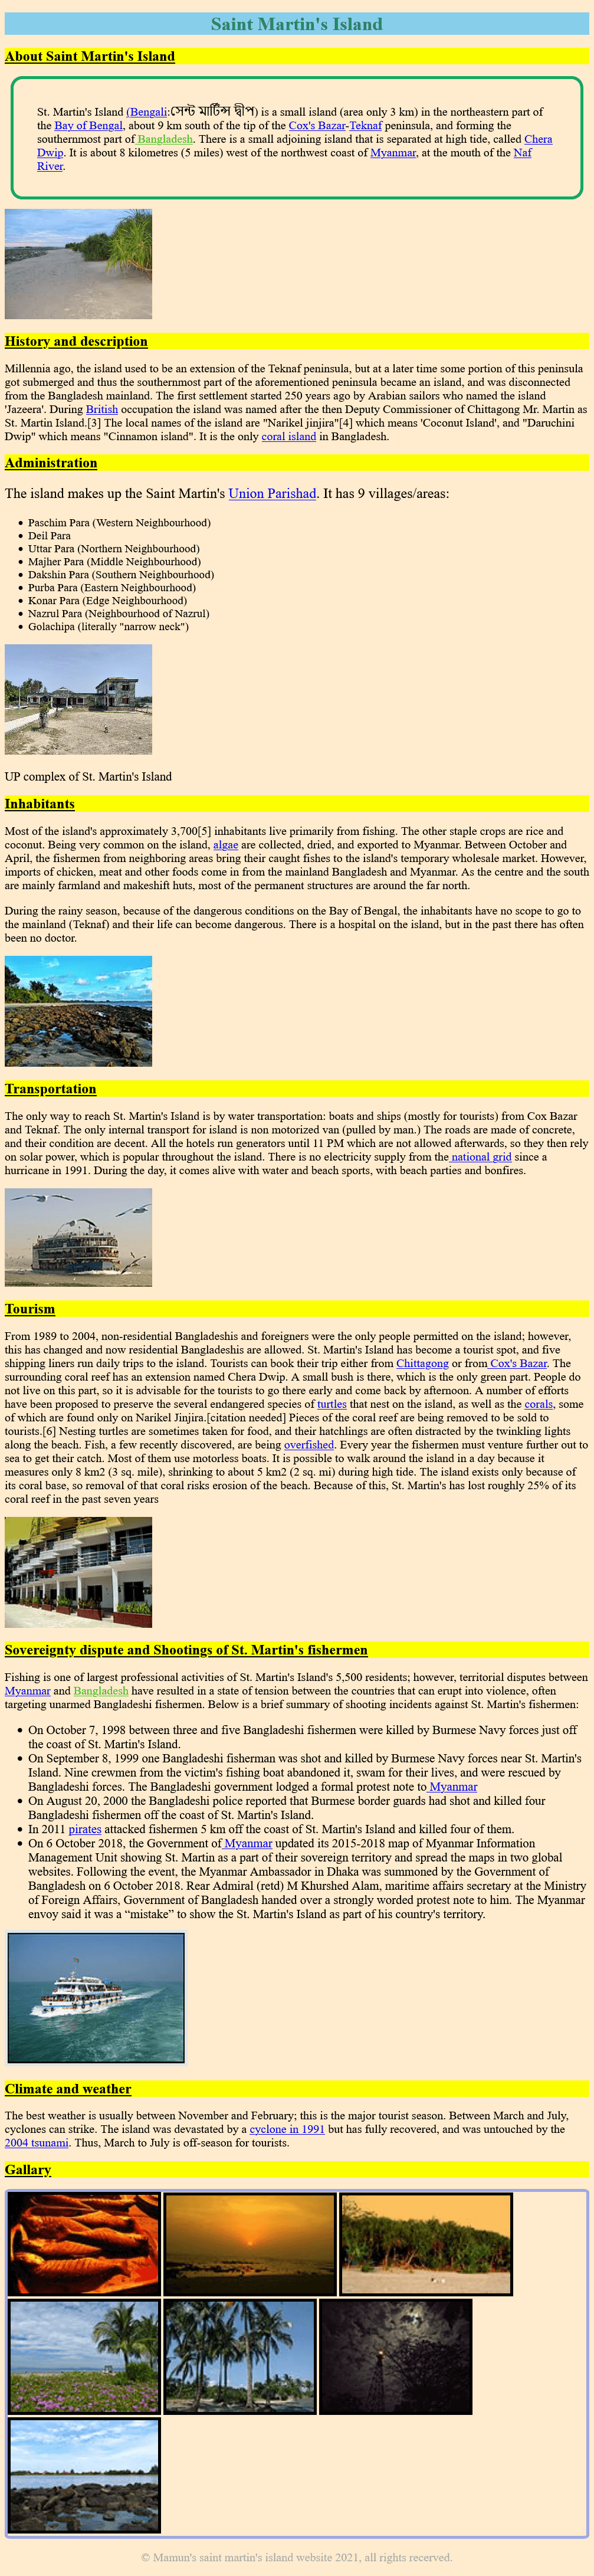 Saint Martin's Island
About Saint Martin's Island
St. Martin's Island (Bengali:সেন্ট মার্টিন্স দ্বীপ) is a small island (area only 3 km) in the northeastern part of
the Bay of Bengal, about 9 km south of the tip of the Cox's Bazar-Teknaf peninsula, and forming the
southernmost part of Bangladesh. There is a small adjoining island that is separated at high tide, called Chera
Dwip. It is about 8 kilometres (5 miles) west of the northwest coast of Myanmar, at the mouth of the Naf
River.
History and description
Millennia ago, the island used to be an extension of the Teknaf peninsula, but at a later time some portion of this peninsula
got submerged and thus the southernmost part of the aforementioned peninsula became an island, and was disconnected
from the Bangladesh mainland. The first settlement started 250 years ago by Arabian sailors who named the island
'Jazeera'. During British occupation the island was named after the then Deputy Commissioner of Chittagong Mr. Martin as
St. Martin Island.[3] The local names of the island are "Narikel jinjira"[4] which means 'Coconut Island', and "Daruchini
Dwip" which means "Cinnamon island". It is the only coral island in Bangladesh.
Administration
The island makes up the Saint Martin's Union Parishad. It has 9 villages/areas:
Paschim Para (Western Neighbourhood)
Deil Para
Uttar Para (Northern Neighbourhood)
Majher Para (Middle Neighbourhood)
Dakshin Para (Southern Neighbourhood)
Purba Para (Eastern Neighbourhood)
Konar Para (Edge Neighbourhood)
Nazrul Para (Neighbourhood of Nazrul)
Golachipa (literally "narrow neck")
UP complex of St. Martin's Island
Inhabitants
Most of the island's approximately 3,700[5] inhabitants live primarily from fishing. The other staple crops are rice and
coconut. Being very common on the island, algae are collected, dried, and exported to Myanmar. Between October and
April, the fishermen from neighboring areas bring their caught fishes to the island's temporary wholesale market. However,
imports of chicken, meat and other foods come in from the mainland Bangladesh and Myanmar. As the centre and the south
are mainly farmland and makeshift huts, most of the permanent structures are around the far north.
During the rainy season, because of the dangerous conditions on the Bay of Bengal, the inhabitants have no scope to go to
the mainland (Teknaf) and their life can become dangerous. There is a hospital on the island, but in the past there has often
been no doctor.
Transportation
The only way to reach St. Martin's Island is by water transportation: boats and ships (mostly for tourists) from Cox Bazar
and Teknaf. The only internal transport for island is non motorized van (pulled by man.) The roads are made of concrete,
and their condition are decent. All the hotels run generators until 11 PM which are not allowed afterwards, so they then rely
on solar power, which is popular throughout the island. There is no electricity supply from the national grid since a
hurricane in 1991. During the day, it comes alive with water and beach sports, with beach parties and bonfires.
Tourism
From 1989 to 2004, non-residential Bangladeshis and foreigners were the only people permitted on the island; however,
this has changed and now residential Bangladeshis are allowed. St. Martin's Island has become a tourist spot, and five
shipping liners run daily trips to the island. Tourists can book their trip either from Chittagong or from Cox's Bazar. The
surrounding coral reef has an extension named Chera Dwip. A small bush is there, which is the only green part. People do
not live on this part, so it is advisable for the tourists to go there early and come back by afternoon. A number of efforts
have been proposed to preserve the several endangered species of turtles that nest on the island, as well as the corals, some
of which are found only on Narikel Jinjira.[citation needed] Pieces of the coral reef are being removed to be sold to
tourists.[6] Nesting turtles are sometimes taken for food, and their hatchlings are often distracted by the twinkling lights
along the beach. Fish, a few recently discovered, are being overfished. Every year the fishermen must venture further out to
sea to get their catch. Most of them use motorless boats. It is possible to walk around the island in a day because it
measures only 8 km2 (3 sq. mile), shrinking to about 5 km2 (2 sq. mi) during high tide. The island exists only because of
its coral base, so removal of that coral risks erosion of the beach. Because of this, St. Martin's has lost roughly 25% of its
coral reef in the past seven years
Sovereignty dispute and Shootings of St. Martin's fishermen
Fishing is one of largest professional activities of St. Martin's Island's 5,500 residents; however, territorial disputes between
Myanmar and Bangladesh have resulted in a state of tension between the countries that can erupt into violence, often
targeting unarmed Bangladeshi fishermen. Below is a brief summary of shooting incidents against St. Martin's fishermen:
On October 7, 1998 between three and five Bangladeshi fishermen were killed by Burmese Navy forces just off
the coast of St. Martin's Island.
On September 8, 1999 one Bangladeshi fisherman was shot and killed by Burmese Navy forces near St. Martin's
Island. Nine crewmen from the victim's fishing boat abandoned it, swam for their lives, and were rescued by
Bangladeshi forces. The Bangladeshi government lodged a formal protest note to Myanmar
On August 20, 2000 the Bangladeshi police reported that Burmese border guards had shot and killed four
Bangladeshi fishermen off the coast of St. Martin's Island.
In 2011 pirates attacked fishermen 5 km off the coast of St. Martin's Island and killed four of them.
On 6 October 2018, the Government of Myanmar updated its 2015-2018 map of Myanmar Information
Management Unit showing St. Martin as a part of their sovereign territory and spread the maps in two global
websites. Following the event, the Myanmar Ambassador in Dhaka was summoned by the Government of
Bangladesh on 6 October 2018. Rear Admiral (retd) M Khurshed Alam, maritime affairs secretary at the Ministry
of Foreign Affairs, Government of Bangladesh handed over a strongly worded protest note to him. The Myanmar
envoy said it was a “mistake” to show the St. Martin's Island as part of his country's territory.
Climate and weather
The best weather is usually between November and February; this is the major tourist season. Between March and July,
cyclones can strike. The island was devastated by a cyclone in 1991 but has fully recovered, and was untouched by the
2004 tsunami. Thus, March to July is off-season for tourists.
Gallary
© Mamun's saint martin's island website 2021, all rights recerved.